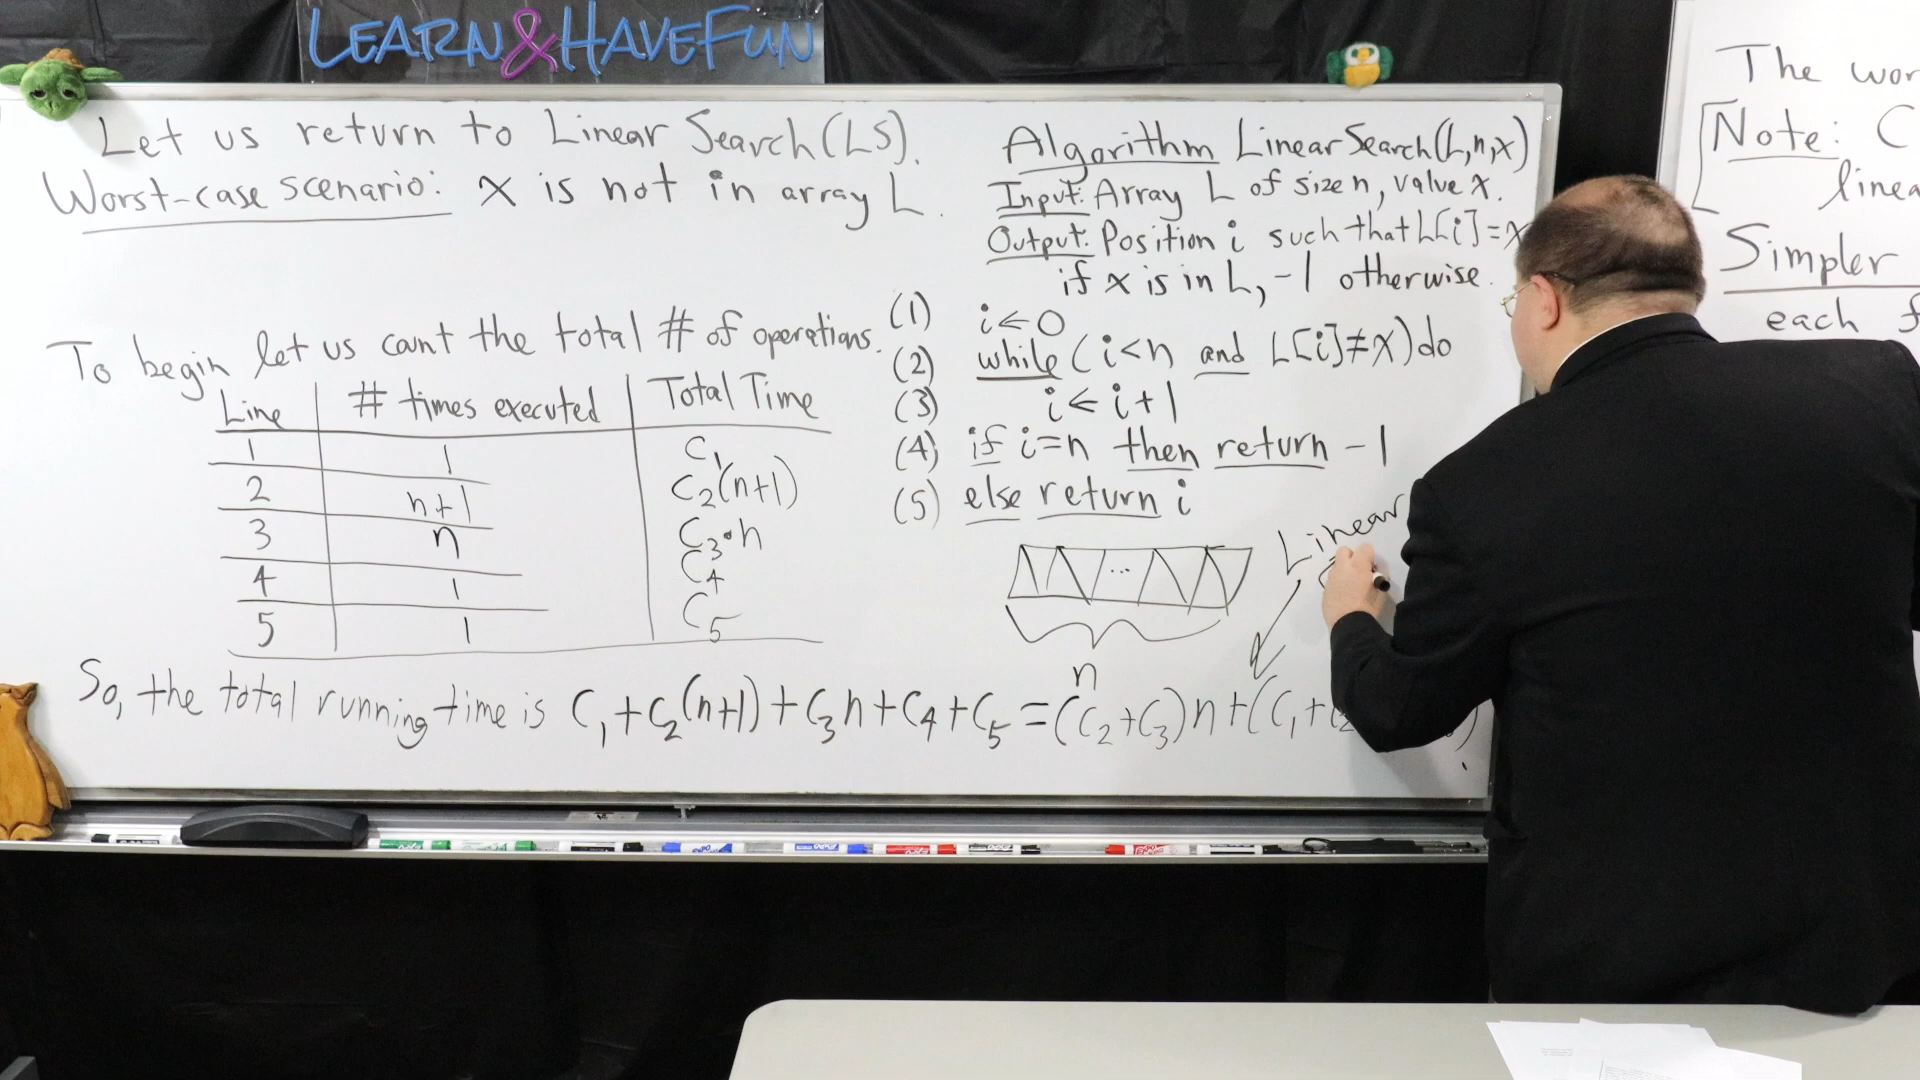 LEARN&HAVEFUN
Let us return to Linear Search (LS).
Worst-case scenario: x is not in array L.
To begin let us count the total # of operations.
Line # times executed Total Time
1 1 C₁
2 n+1 C₂(n+1)
3 n C₃·n
4 1 C₄
5 1 C₅
So, the total running time is C₁+C₂(n+1)+C₃n+C₄+C₅=(C₂+C₃)n+(C₁+C₂
Algorithm LinearSearch(L,n,x)
Input: Array L of size n, value x.
Output: Position i such that L[i]=x
if x is in L, -1 otherwise.
(1) i←0
(2) while (i<n and L[i]≠x) do
(3) i←i+1
(4) if i=n then return -1
(5) else return i
...
n
Linear
The wor
Note: C
linea
Simpler
each f